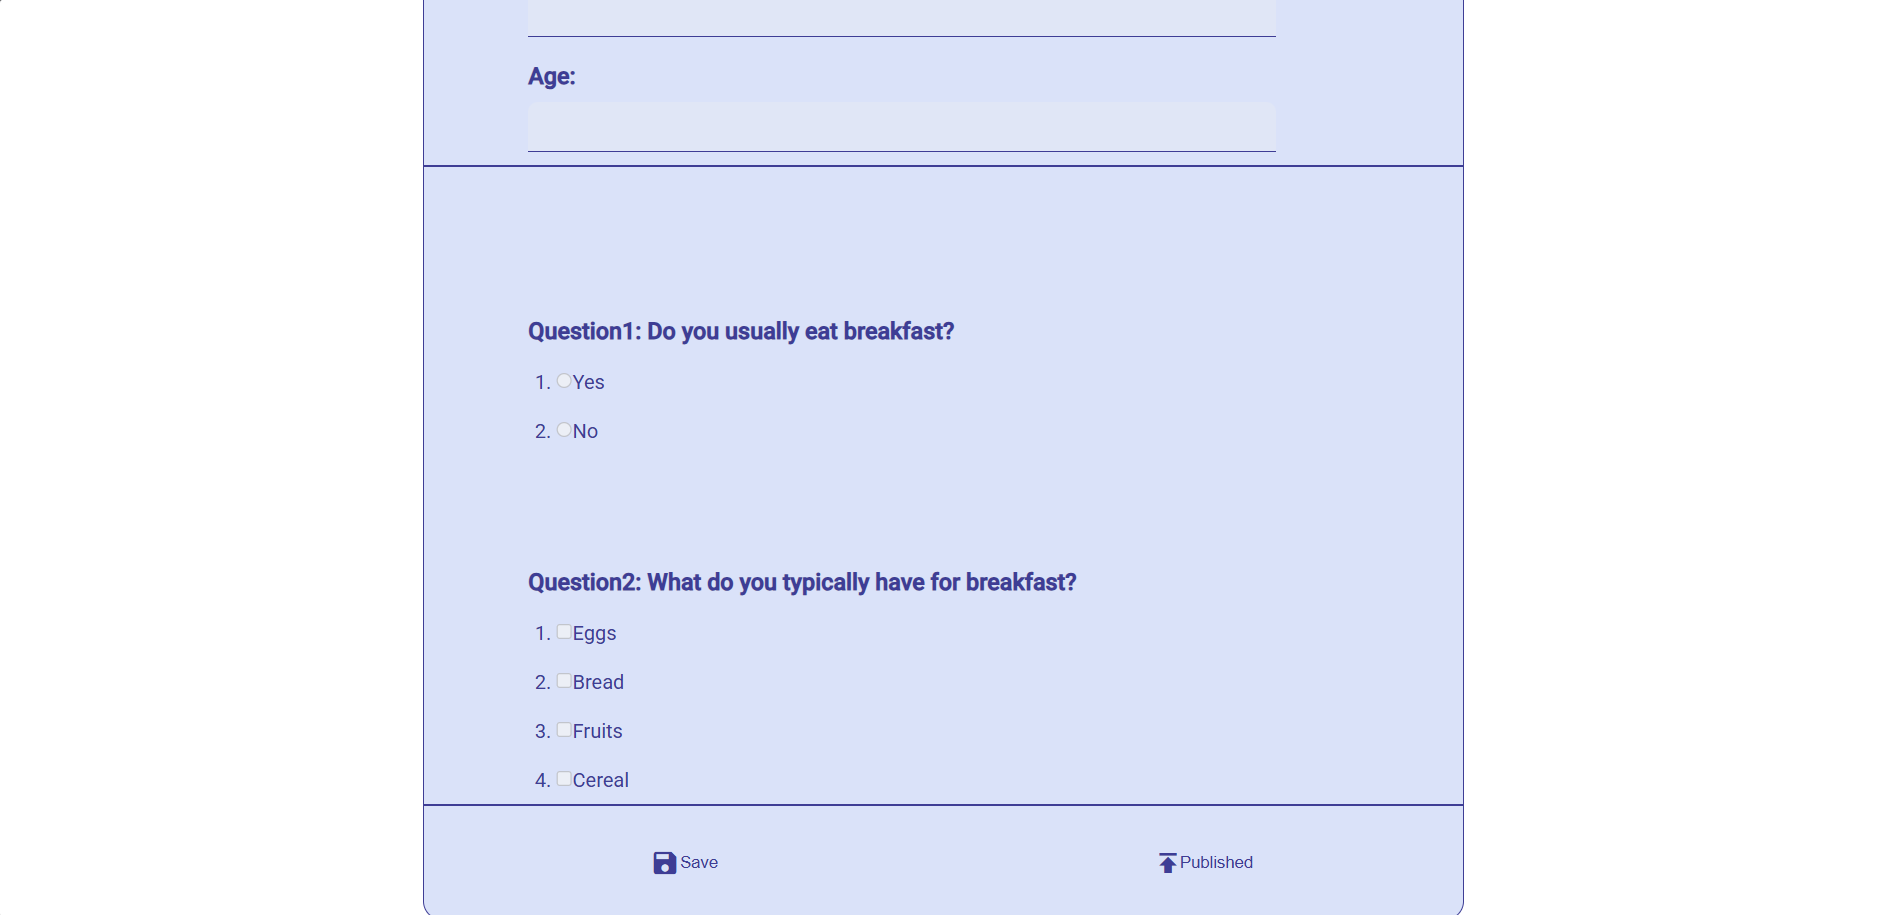 Age:
Question1: Do you usually eat breakfast?
1. Yes
2. No
Question2: What do you typically have for breakfast?
1. Eggs
2. Bread
3. Fruits
4. Cereal
Save
Published